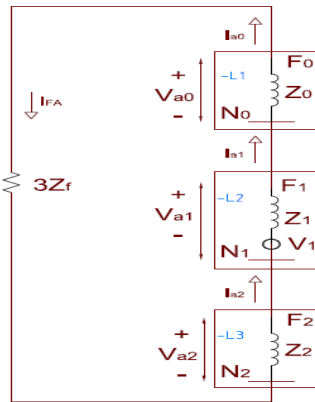 Ia0
F0
-L1
+
Va0
-
Z0
N0
IFA
Ia1
3Zf
F1
+
-L2
Va1
-
Z1
V1
N1
Ia2
F2
+
-L3
Va2
-
Z2
N2